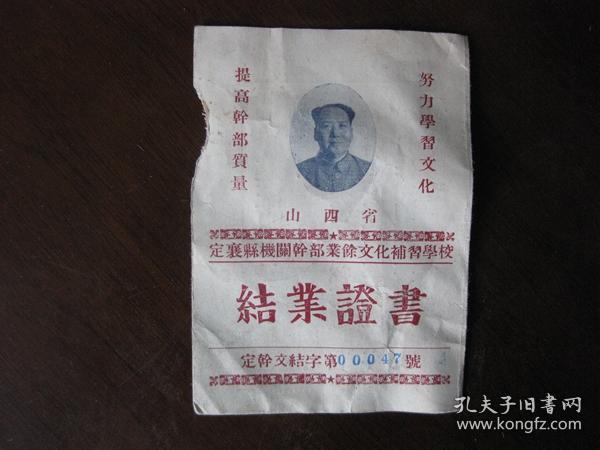 努力學習文化
提高幹部質量
山西省
定襄縣機關幹部業餘文化補習學校
結業證書
定幹文結字第00047號
孔夫子旧书网
www.kongfz.com